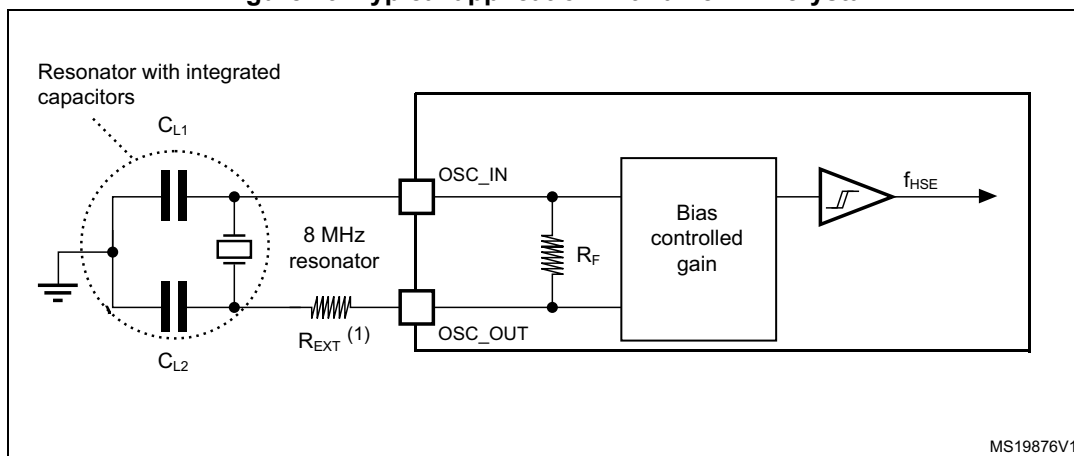 Resonator with integrated
capacitors
CL1
OSC_IN
fHSE
8 MHz
resonator
RF
Bias
controlled
gain
REXT (1)
OSC_OUT
CL2
MS19876V1